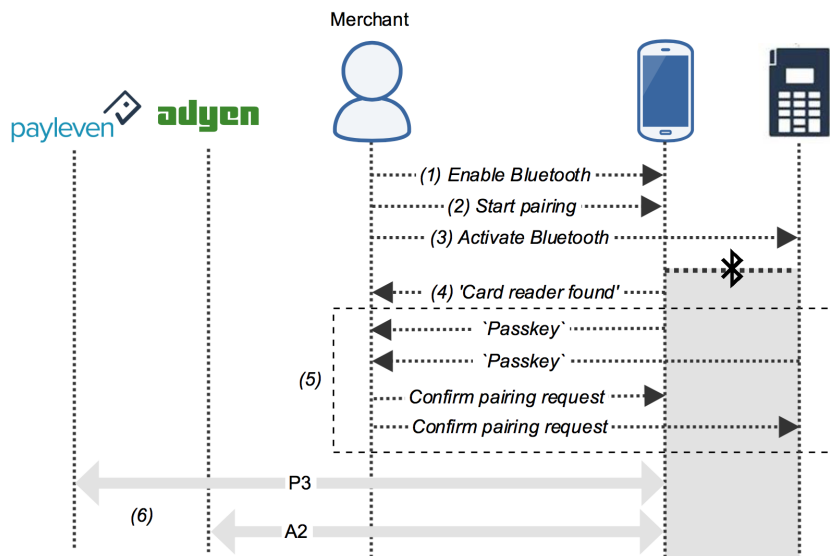 Merchant
payleven
adyen
(1) Enable Bluetooth
(2) Start pairing
(3) Activate Bluetooth
(4) 'Card reader found'
`Passkey`
`Passkey`
(5)
Confirm pairing request
Confirm pairing request
P3
(6)
A2